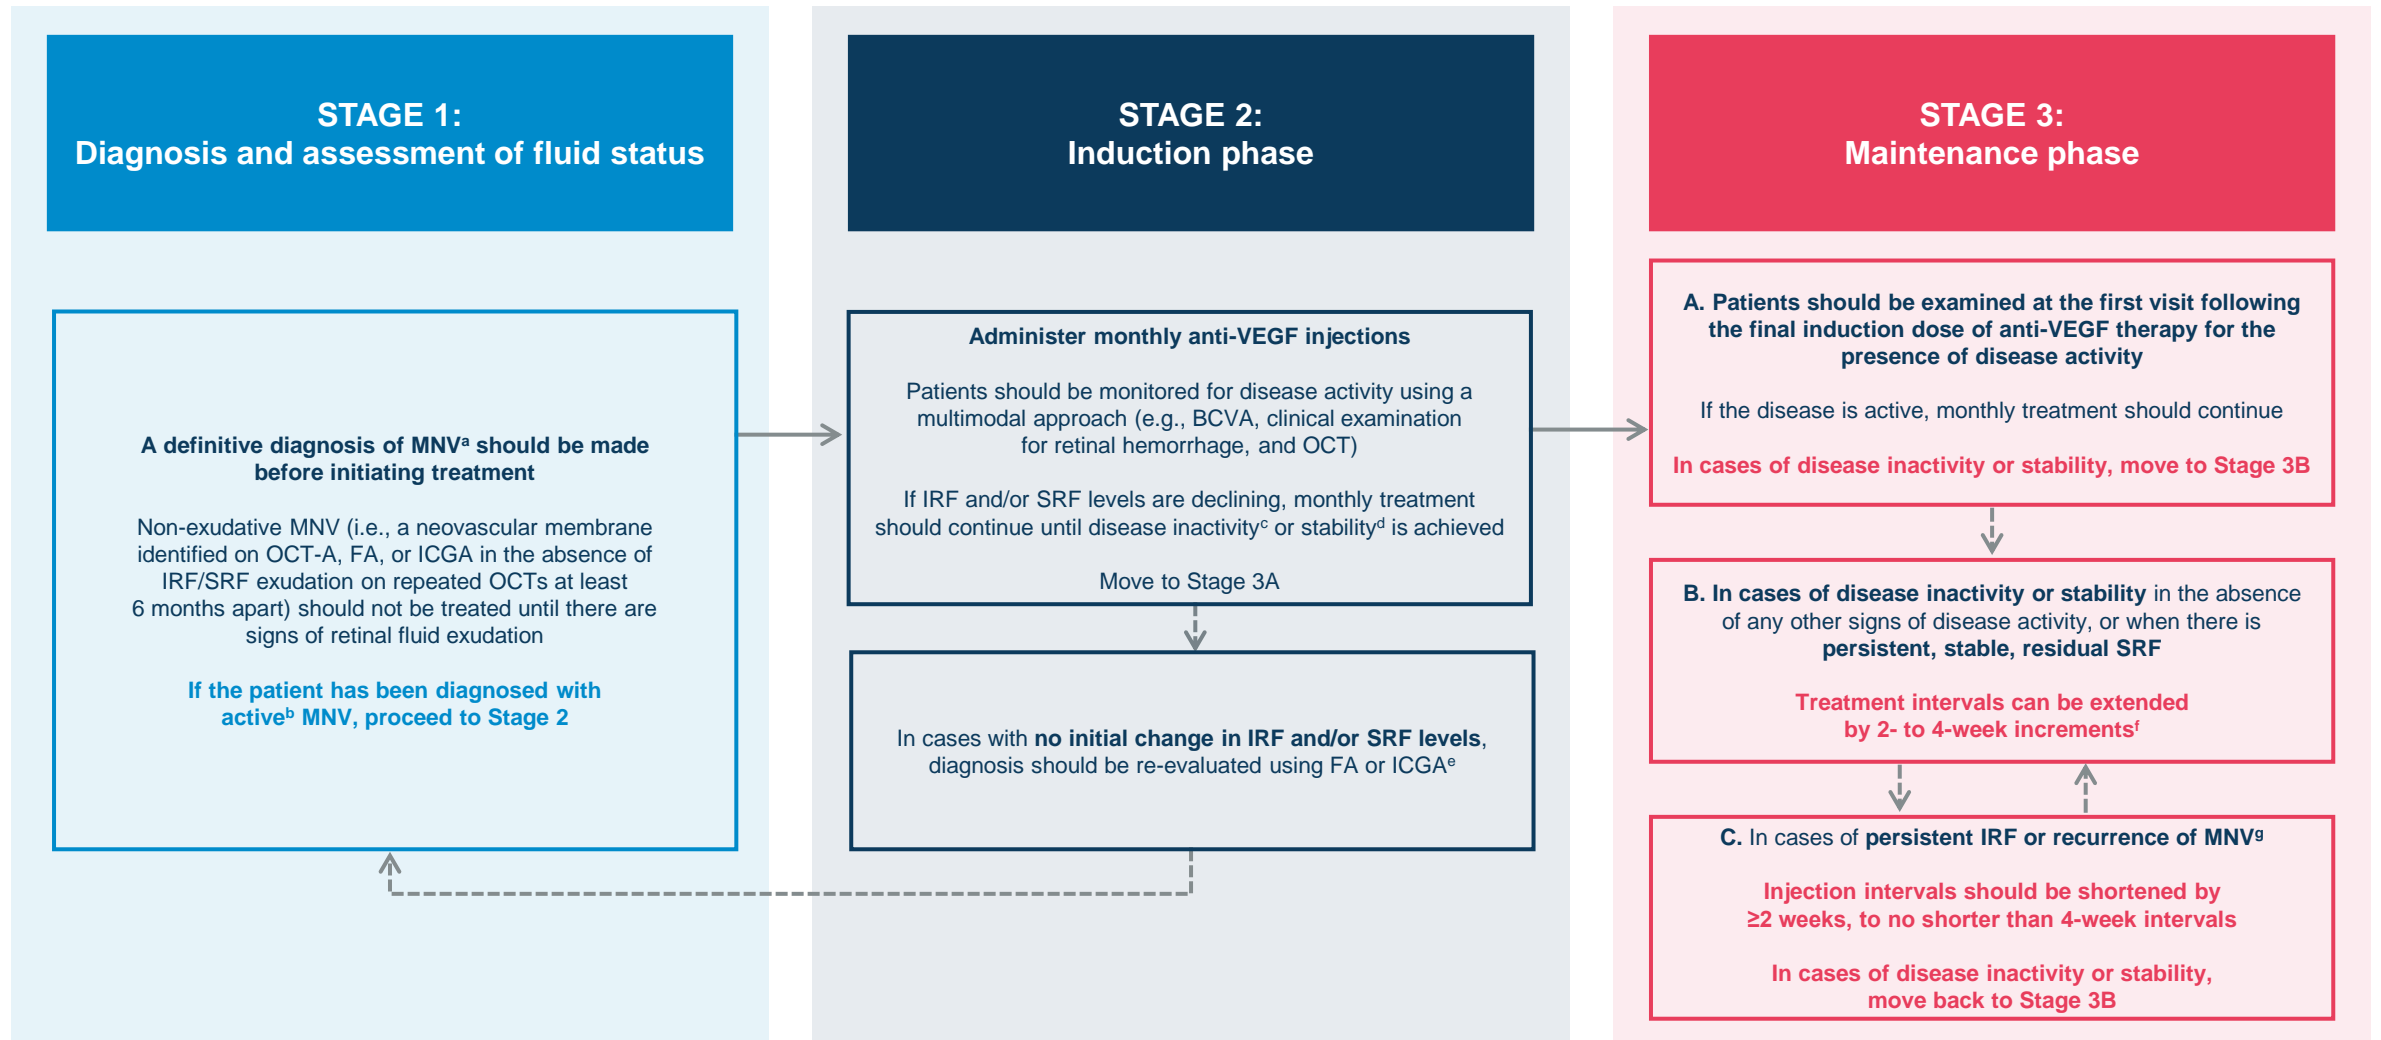 STAGE 1:
Diagnosis and assessment of fluid status
A definitive diagnosis of MNVᵃ should be made
before initiating treatment
Non-exudative MNV (i.e., a neovascular membrane
identified on OCT-A, FA, or ICGA in the absence of
IRF/SRF exudation on repeated OCTs at least
6 months apart) should not be treated until there are
signs of retinal fluid exudation
If the patient has been diagnosed with
activeᵇ MNV, proceed to Stage 2
STAGE 2:
Induction phase
Administer monthly anti-VEGF injections
Patients should be monitored for disease activity using a
multimodal approach (e.g., BCVA, clinical examination
for retinal hemorrhage, and OCT)
If IRF and/or SRF levels are declining, monthly treatment
should continue until disease inactivityᶜ or stabilityᵈ is achieved
Move to Stage 3A
In cases with no initial change in IRF and/or SRF levels,
diagnosis should be re-evaluated using FA or ICGAᵉ
STAGE 3:
Maintenance phase
A. Patients should be examined at the first visit following
the final induction dose of anti-VEGF therapy for the
presence of disease activity
If the disease is active, monthly treatment should continue
In cases of disease inactivity or stability, move to Stage 3B
B. In cases of disease inactivity or stability in the absence
of any other signs of disease activity, or when there is
persistent, stable, residual SRF
Treatment intervals can be extended
by 2- to 4-week incrementsᶠ
C. In cases of persistent IRF or recurrence of MNVᵍ
Injection intervals should be shortened by
≥2 weeks, to no shorter than 4-week intervals
In cases of disease inactivity or stability,
move back to Stage 3B